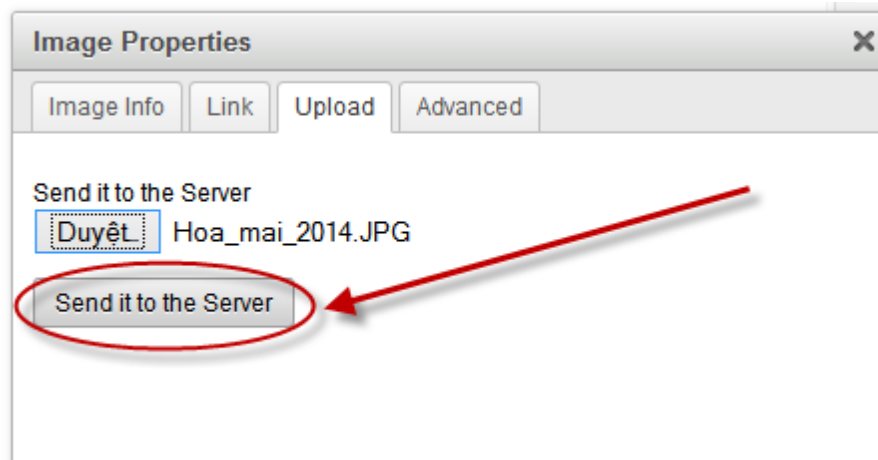 Image Properties
Image Info Link Upload Advanced
Send it to the Server
Duyệt... Hoa_mai_2014.JPG
Send it to the Server